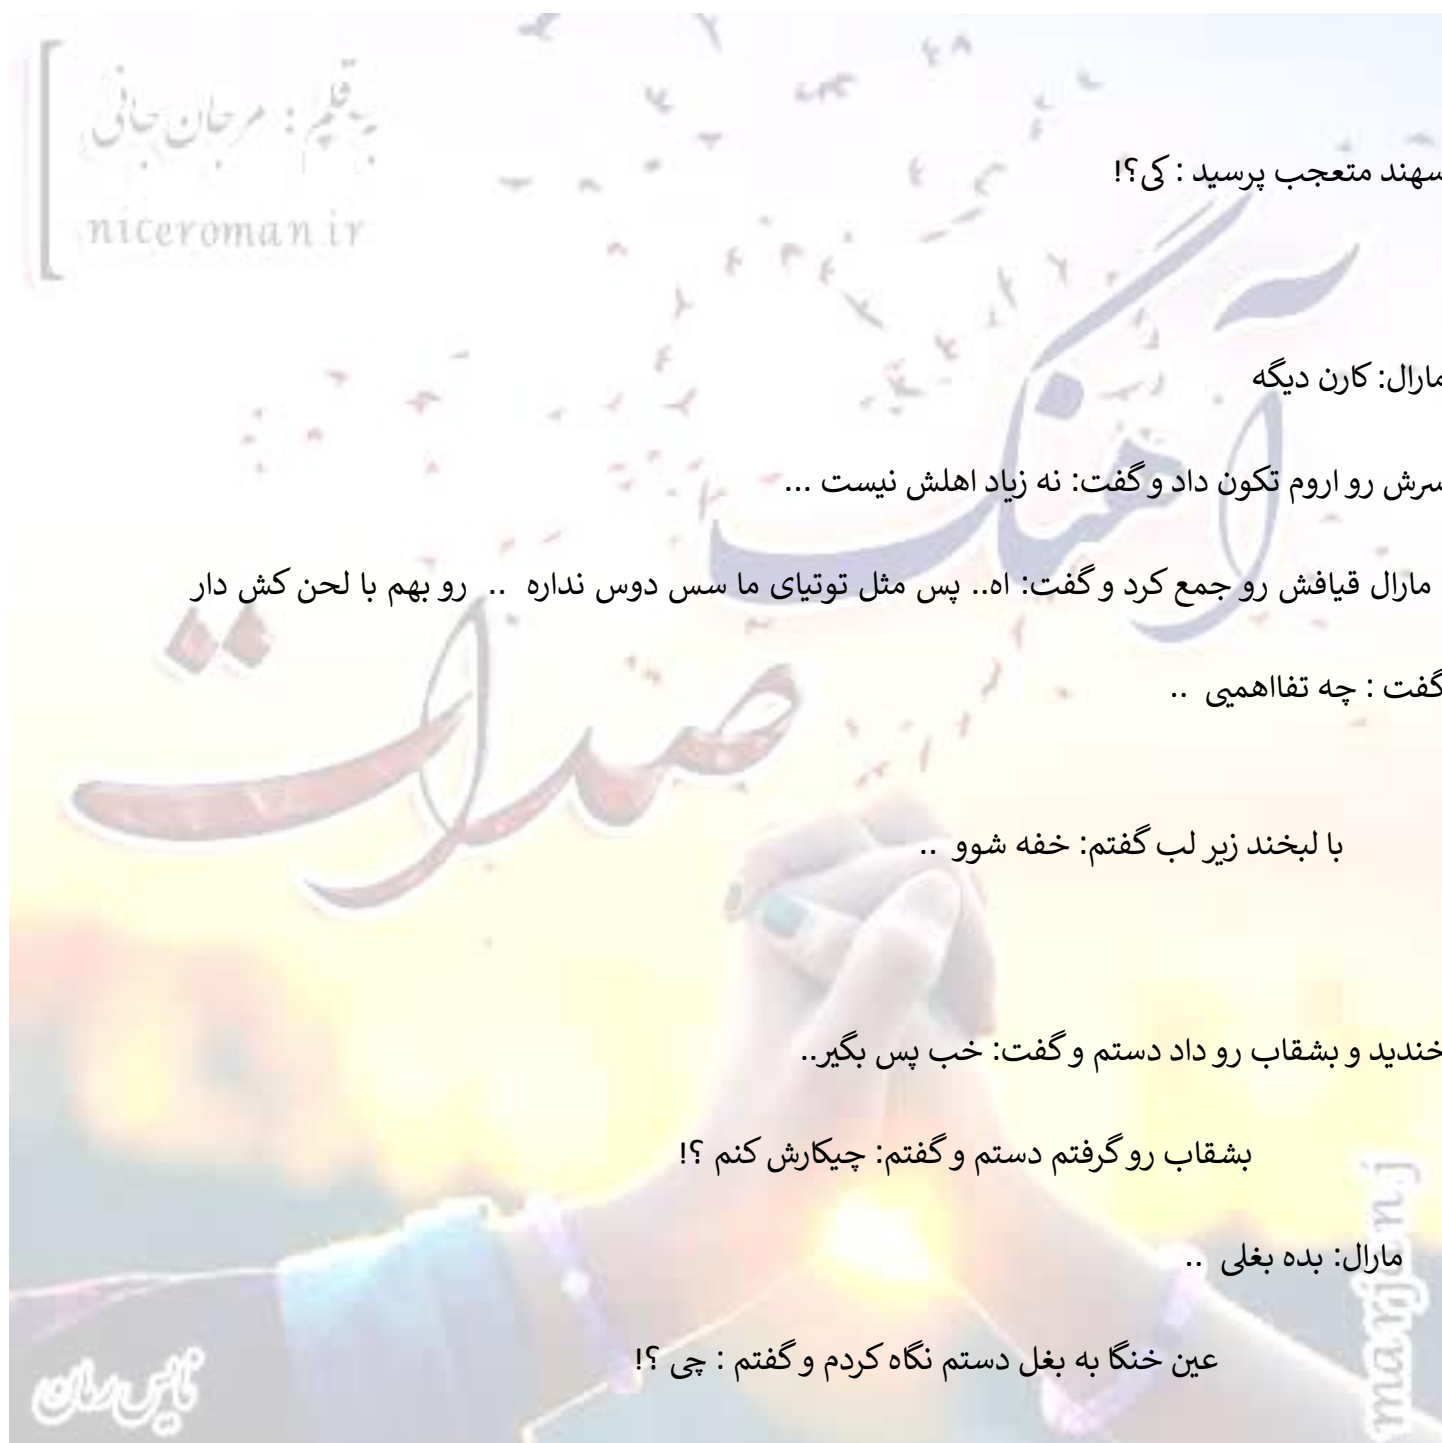 به قلم : مرجان جانی
niceroman.ir
سهند متعجب پرسید : کی؟!
آهنگ
مارال: کارن دیگه
سرش رو اروم تکون داد و گفت: نه زیاد اهلش نیست ...
مارال قیافش رو جمع کرد و گفت: اه.. پس مثل توتیای ما سس دوس نداره .. رو بهم با لحن کش دار
صدات
گفت : چه تفااهمیی ..
با لبخند زیر لب گفتم: خفه شوو ..
خندید و بشقاب رو داد دستم و گفت: خب پس بگیر..
بشقاب رو گرفتم دستم و گفتم: چیکارش کنم ؟!
مارال: بده بغلی ..
عین خنگا به بغل دستم نگاه کردم و گفتم : چی ؟!
marjan.j
نایس رمان